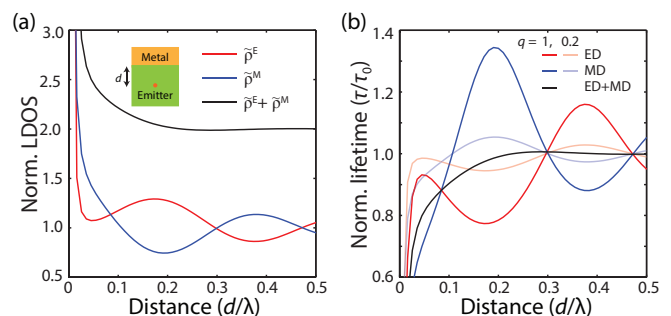 (a)
Norm. LDOS
3.0
2.5
2.0
1.5
1.0
0.5
0 0.1 0.2 0.3 0.4 0.5
Distance (d/λ)
Metal
d
Emitter
ρ̃ᴱ
ρ̃ᴹ
ρ̃ᴱ+ ρ̃ᴹ
(b)
Norm. lifetime (τ/τ₀)
1.4
1.2
1.0
0.8
0.6
0 0.1 0.2 0.3 0.4 0.5
Distance (d/λ)
q = 1, 0.2
ED
MD
ED+MD